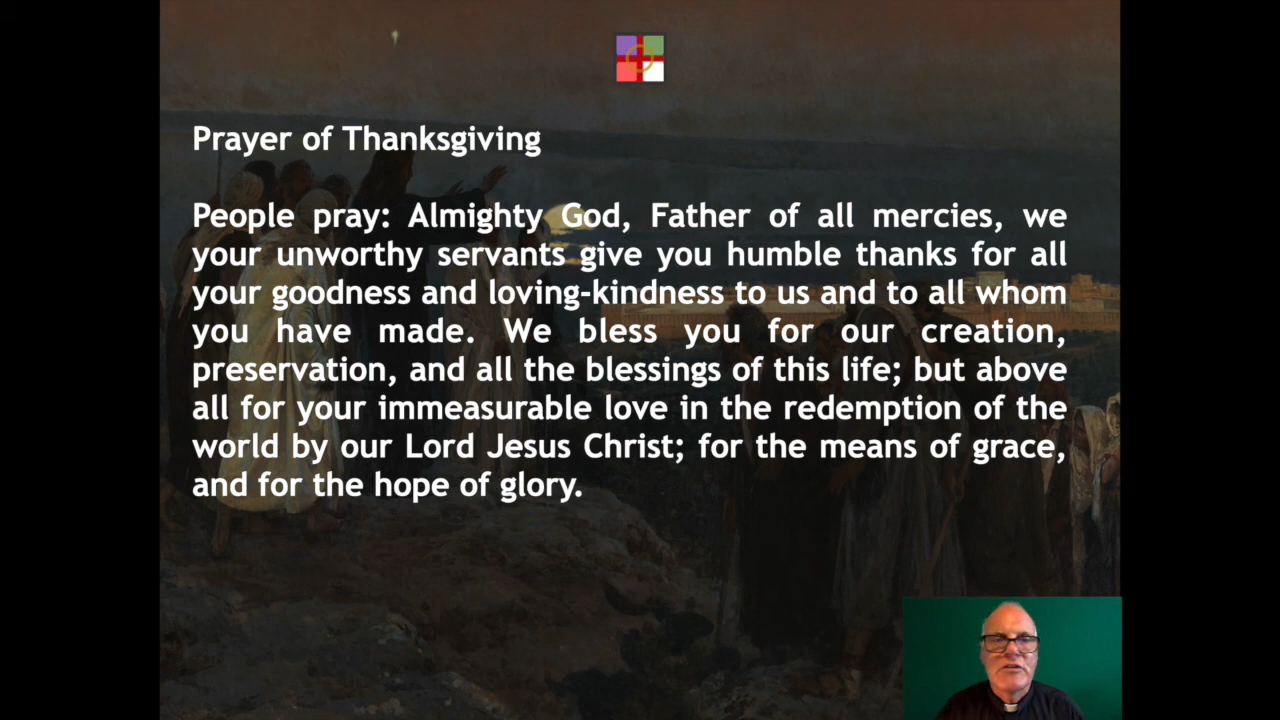 Prayer of Thanksgiving
People pray: Almighty God, Father of all mercies, we
your unworthy servants give you humble thanks for all
your goodness and loving-kindness to us and to all whom
you have made. We bless you for our creation,
preservation, and all the blessings of this life; but above
all for your immeasurable love in the redemption of the
world by our Lord Jesus Christ; for the means of grace,
and for the hope of glory.